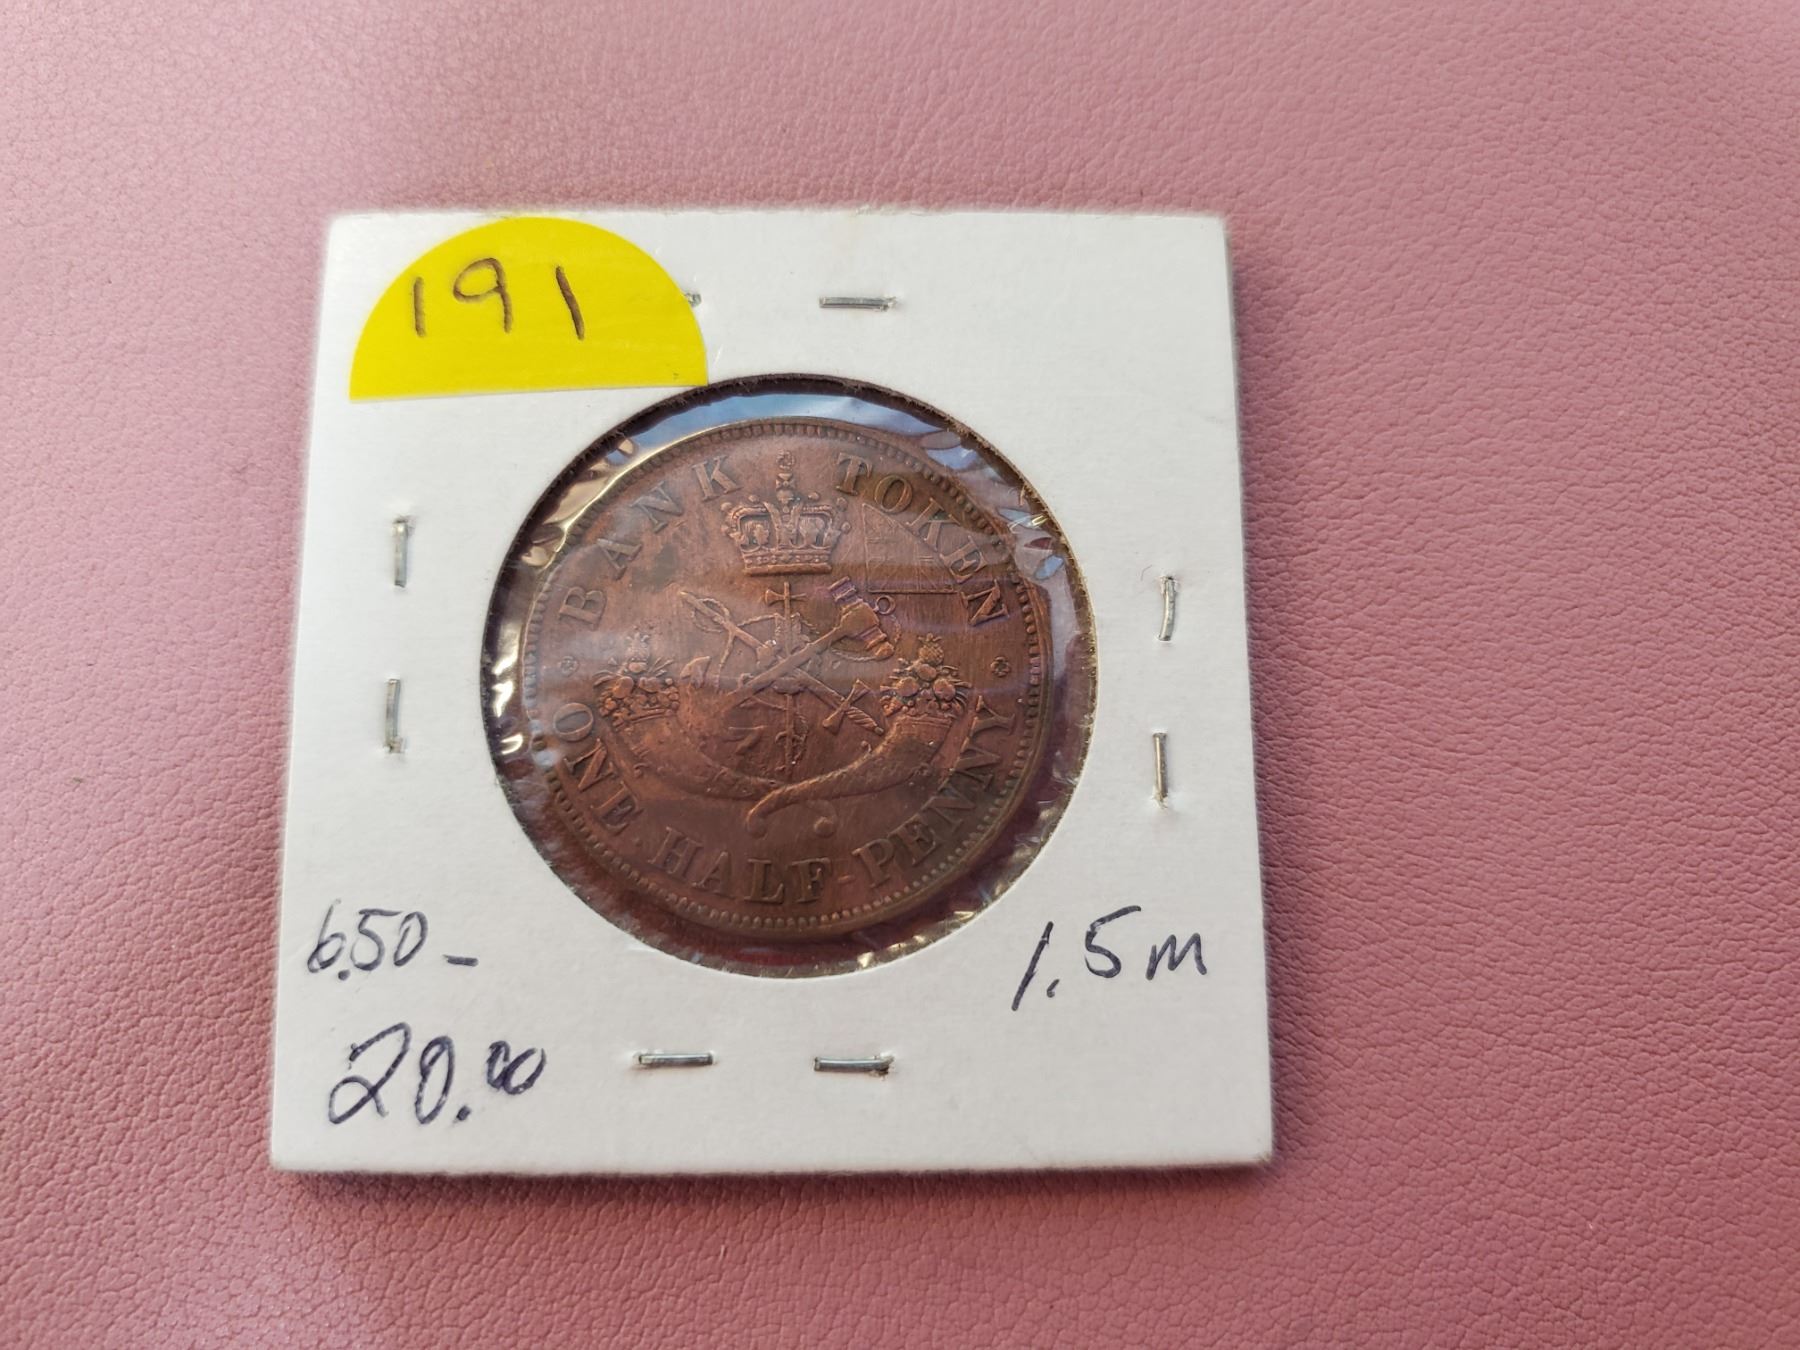 191
BANK TOKEN
ONE HALF-PENNY
6.50-
1.5m
20.00